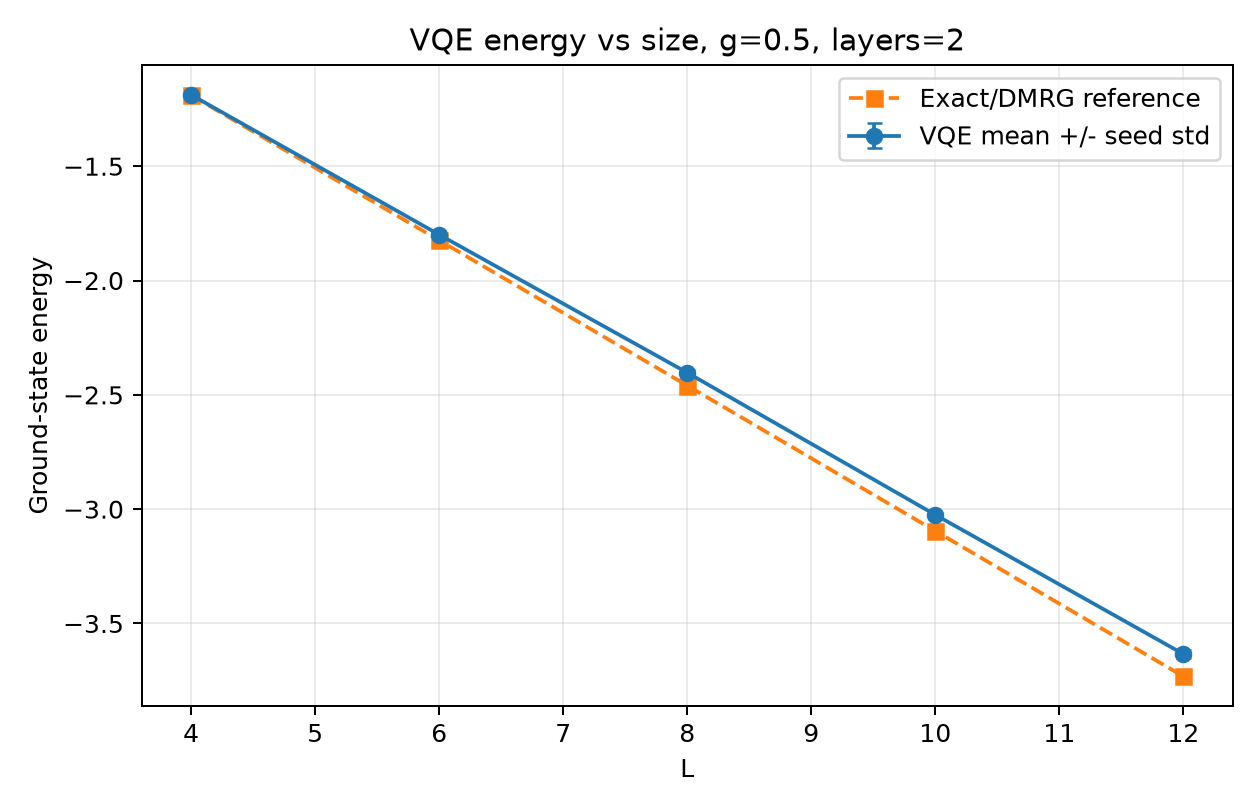 VQE energy vs size, g=0.5, layers=2
Exact/DMRG reference
VQE mean +/- seed std
Ground-state energy
−1.5
−2.0
−2.5
−3.0
−3.5
4 5 6 7 8 9 10 11 12
L